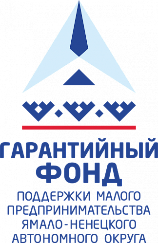 ГАРАНТИЙНЫЙ
ФОНД
ПОДДЕРЖКИ МАЛОГО
ПРЕДПРИНИМАТЕЛЬСТВА
ЯМАЛО-НЕНЕЦКОГО
АВТОНОМНОГО ОКРУГА